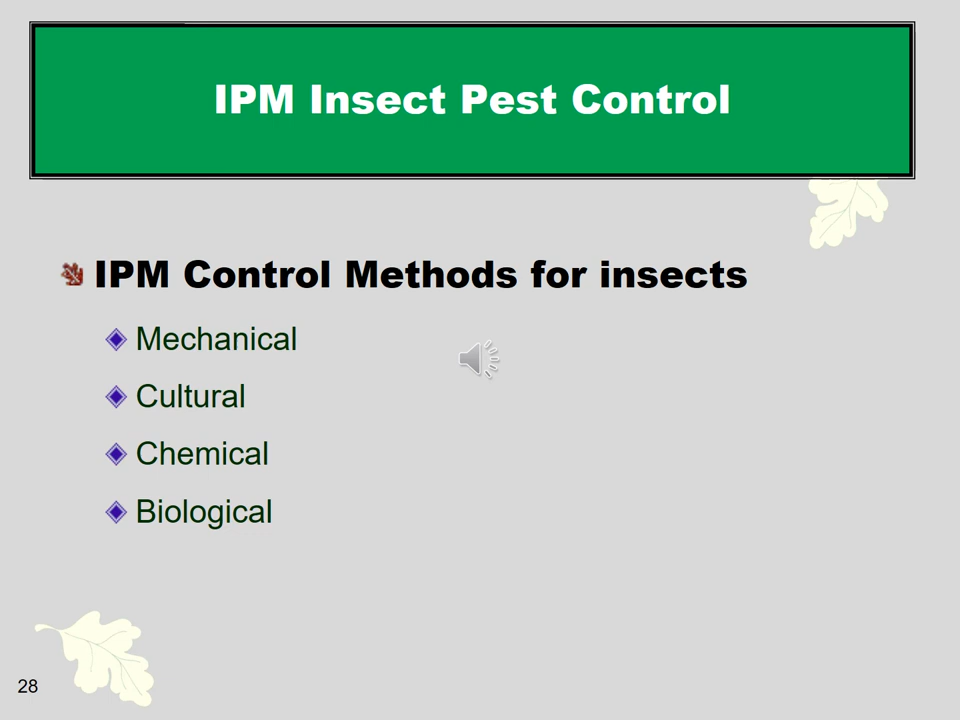 IPM Insect Pest Control
IPM Control Methods for insects
Mechanical
Cultural
Chemical
Biological
28